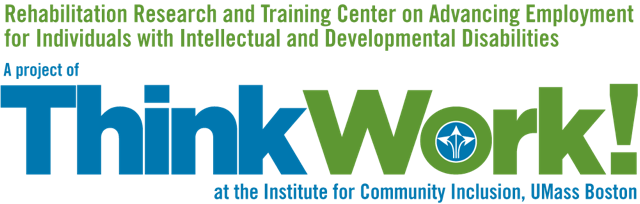 Rehabilitation Research and Training Center on Advancing Employment
for Individuals with Intellectual and Developmental Disabilities
A project of
ThinkWork!
at the Institute for Community Inclusion, UMass Boston